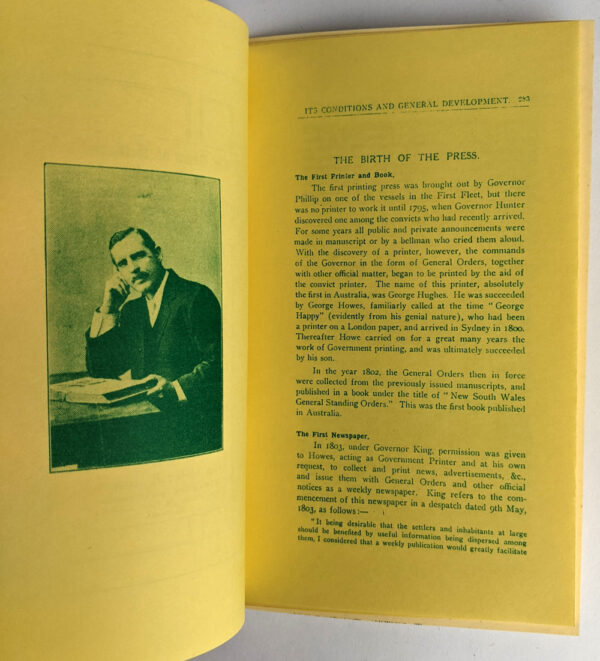 ITS CONDITIONS AND GENERAL DEVELOPMENT. 283
THE BIRTH OF THE PRESS.
The First Printer and Book.
The first printing press was brought out by Governor
Phillip on one of the vessels in the First Fleet, but there
was no printer to work it until 1795, when Governor Hunter
discovered one among the convicts who had recently arrived.
For some years all public and private announcements were
made in manuscript or by a bellman who cried them aloud.
With the discovery of a printer, however, the commands
of the Governor in the form of General Orders, together
with other official matter, began to be printed by the aid of
the convict printer. The name of this printer, absolutely
the first in Australia, was George Hughes. He was succeeded
by George Howes, familiarly called at the time "George
Happy" (evidently from his genial nature), who had been
a printer on a London paper, and arrived in Sydney in 1800.
Thereafter Howe carried on for a great many years the
work of Government printing, and was ultimately succeeded
by his son.
In the year 1802, the General Orders then in force
were collected from the previously issued manuscripts, and
published in a book under the title of "New South Wales
General Standing Orders." This was the first book published
in Australia.
The First Newspaper.
In 1803, under Governor King, permission was given
to Howes, acting as Government Printer and at his own
request, to collect and print news, advertisements, &c.,
and issue them with General Orders and other official
notices as a weekly newspaper. King refers to the com-
mencement of this newspaper in a despatch dated 9th May,
1803, as follows:—
"It being desirable that the settlers and inhabitants at large
should be benefited by useful information being dispersed among
them, I considered that a weekly publication would greatly facilitate